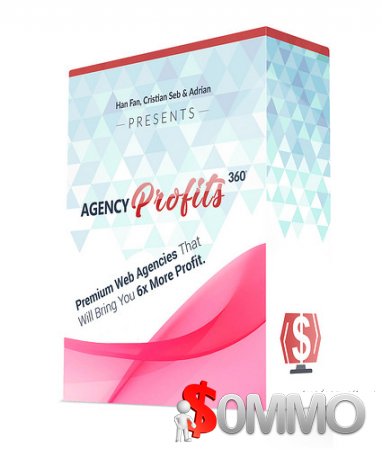 Han Fan, Cristian Seb & Adrian
PRESENTS
AGENCY Profits 360°
Premium Web Agencies That
Will Bring You 6x More Profit.
$
$OMMO